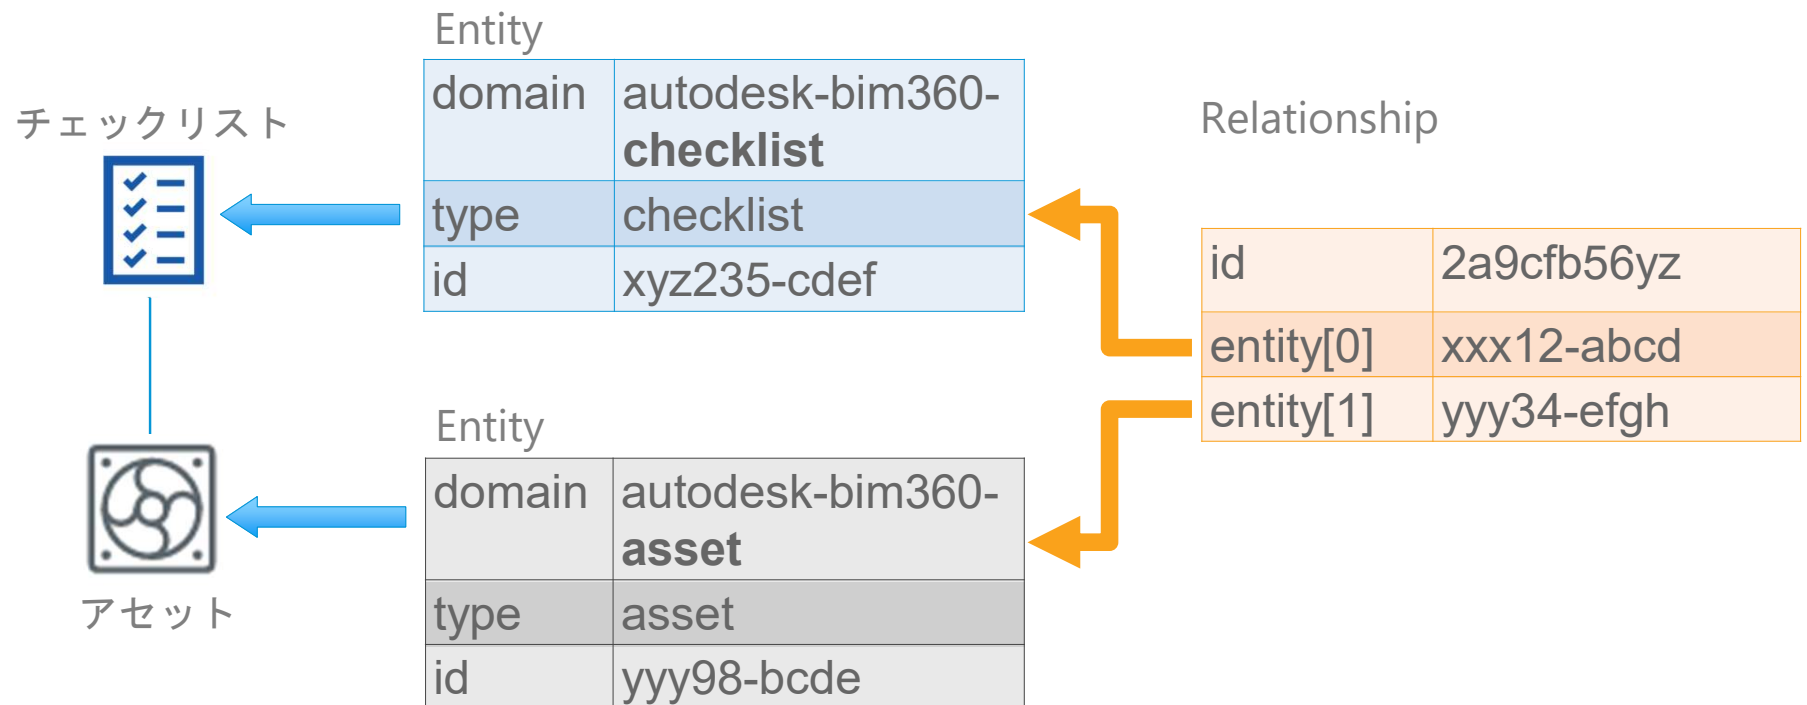 Entity
domain autodesk-bim360-
checklist
type checklist
id xyz235-cdef
チェックリスト
Relationship
id 2a9cfb56yz
entity[0] xxx12-abcd
entity[1] yyy34-efgh
Entity
domain autodesk-bim360-
asset
type asset
id yyy98-bcde
アセット